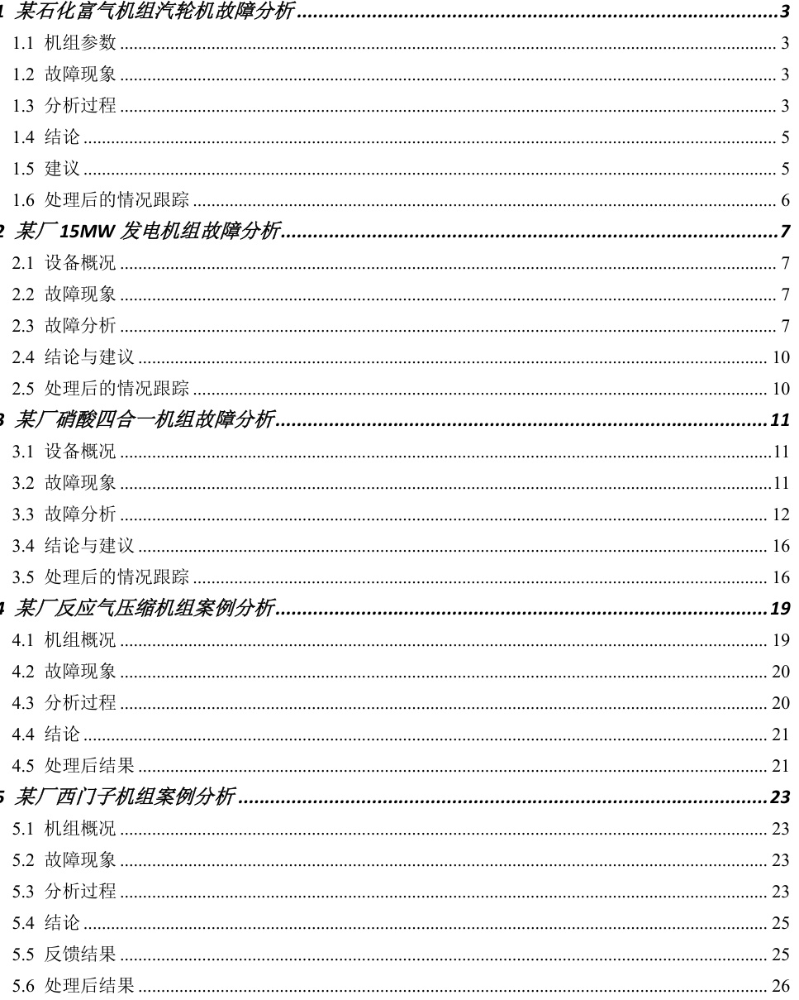 1 某石化富气机组汽轮机故障分析........................3
1.1 机组参数........................3
1.2 故障现象........................3
1.3 分析过程........................3
1.4 结论........................5
1.5 建议........................5
1.6 处理后的情况跟踪........................6
2 某厂 15MW 发电机组故障分析........................7
2.1 设备概况........................7
2.2 故障现象........................7
2.3 故障分析........................7
2.4 结论与建议........................10
2.5 处理后的情况跟踪........................10
3 某厂硝酸四合一机组故障分析........................11
3.1 设备概况........................11
3.2 故障现象........................11
3.3 故障分析........................12
3.4 结论与建议........................16
3.5 处理后的情况跟踪........................16
4 某厂反应气压缩机组案例分析........................19
4.1 机组概况........................19
4.2 故障现象........................20
4.3 分析过程........................20
4.4 结论........................21
4.5 处理后结果........................21
5 某厂西门子机组案例分析........................23
5.1 机组概况........................23
5.2 故障现象........................23
5.3 分析过程........................23
5.4 结论........................25
5.5 反馈结果........................25
5.6 处理后结果........................26